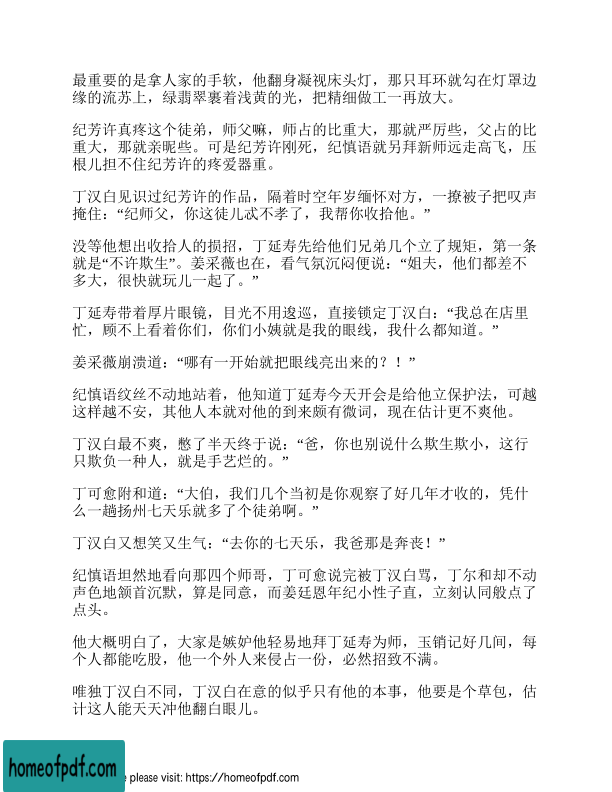 最重要的是拿人家的手软，他翻身凝视床头灯，那只耳环就勾在灯罩边
缘的流苏上，绿翡翠裹着浅黄的光，把精细做工一再放大。
纪芳许真疼这个徒弟，师父嘛，师占的比重大，那就严厉些，父占的比
重大，那就亲昵些。可是纪芳许刚死，纪慎语就另拜新师远走高飞，压
根儿担不住纪芳许的疼爱器重。
丁汉白见识过纪芳许的作品，隔着时空年岁缅怀对方，一撩被子把叹声
掩住：“纪师父，你这徒儿忒不孝了，我帮你收拾他。”
没等他想出收拾人的损招，丁延寿先给他们兄弟几个立了规矩，第一条
就是“不许欺生”。姜采薇也在，看气氛沉闷便说：“姐夫，他们都差不
多大，很快就玩儿一起了。”
丁延寿带着厚片眼镜，目光不用逡巡，直接锁定丁汉白：“我总在店里
忙，顾不上看着你们，你们小姨就是我的眼线，我什么都知道。”
姜采薇崩溃道：“哪有一开始就把眼线亮出来的？！”
纪慎语纹丝不动地站着，他知道丁延寿今天开会是给他立保护法，可越
这样越不安，其他人本就对他的到来颇有微词，现在估计更不爽他。
丁汉白最不爽，憋了半天终于说：“爸，你也别说什么欺生欺小，这行
只欺负一种人，就是手艺烂的。”
丁可愈附和道：“大伯，我们几个当初是你观察了好几年才收的，凭什
么一趟扬州七天乐就多了个徒弟啊。”
丁汉白又想笑又生气：“去你的七天乐，我爸那是奔丧！”
纪慎语坦然地看向那四个师哥，丁可愈说完被丁汉白骂，丁尔和却不动
声色地颔首沉默，算是同意，而姜廷恩年纪小性子直，立刻认同般点了
点头。
他大概明白了，大家是嫉妒他轻易地拜丁延寿为师，玉销记好几间，每
个人都能吃股，他一个外人来侵占一份，必然招致不满。
唯独丁汉白不同，丁汉白在意的似乎只有他的本事，他要是个草包，估
计这人能天天冲他翻白眼儿。
homeofpdf.com
e please visit: https://homeofpdf.com